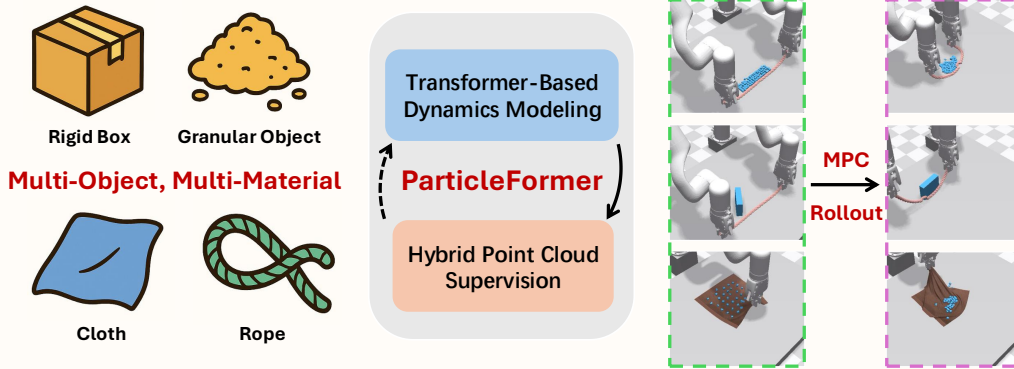 Rigid Box
Granular Object
Multi-Object, Multi-Material
Cloth
Rope
Transformer-Based
Dynamics Modeling
ParticleFormer
Hybrid Point Cloud
Supervision
MPC
Rollout